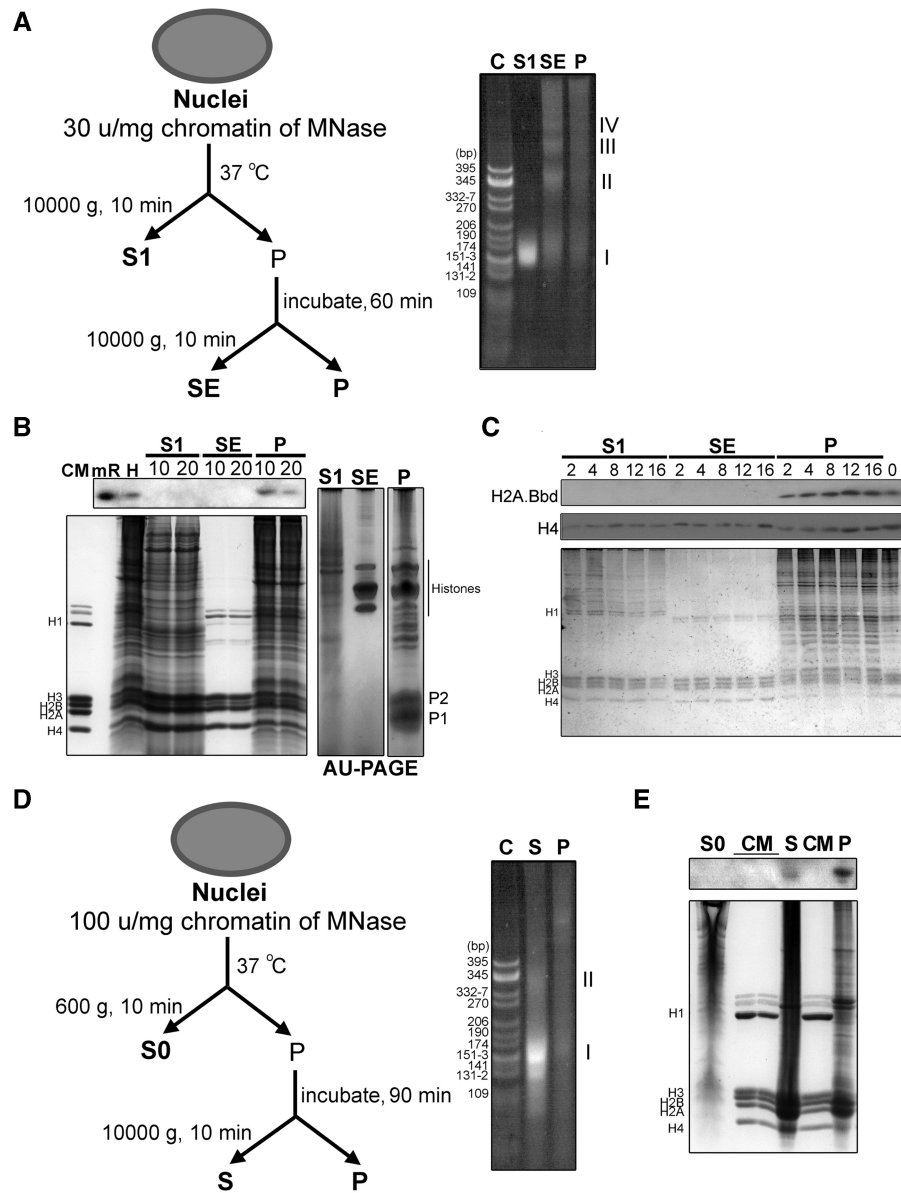 A
Nuclei
30 u/mg chromatin of MNase
37 °C
10000 g, 10 min
S1
P
incubate, 60 min
10000 g, 10 min
SE
P
C S1 SE P
(bp)
395
345
332-7
270
206
190
174
151-3
141
131-2
109
IV
III
II
I
B
S1 SE P
CM mR H 10 20 10 20 10 20
H1
H3
H2B
H2A
H4
S1 SE P
Histones
P2
P1
AU-PAGE
C
S1 SE P
2 4 8 12 16 2 4 8 12 16 2 4 8 12 16 0
H2A.Bbd
H4
H1
H3
H2B
H2A
H4
D
Nuclei
100 u/mg chromatin of MNase
37 °C
600 g, 10 min
S0
P
incubate, 90 min
10000 g, 10 min
S
P
C S P
(bp)
395
345
332-7
270
206
190
174
151-3
141
131-2
109
II
I
E
S0 CM S CM P
H1
H3
H2B
H2A
H4